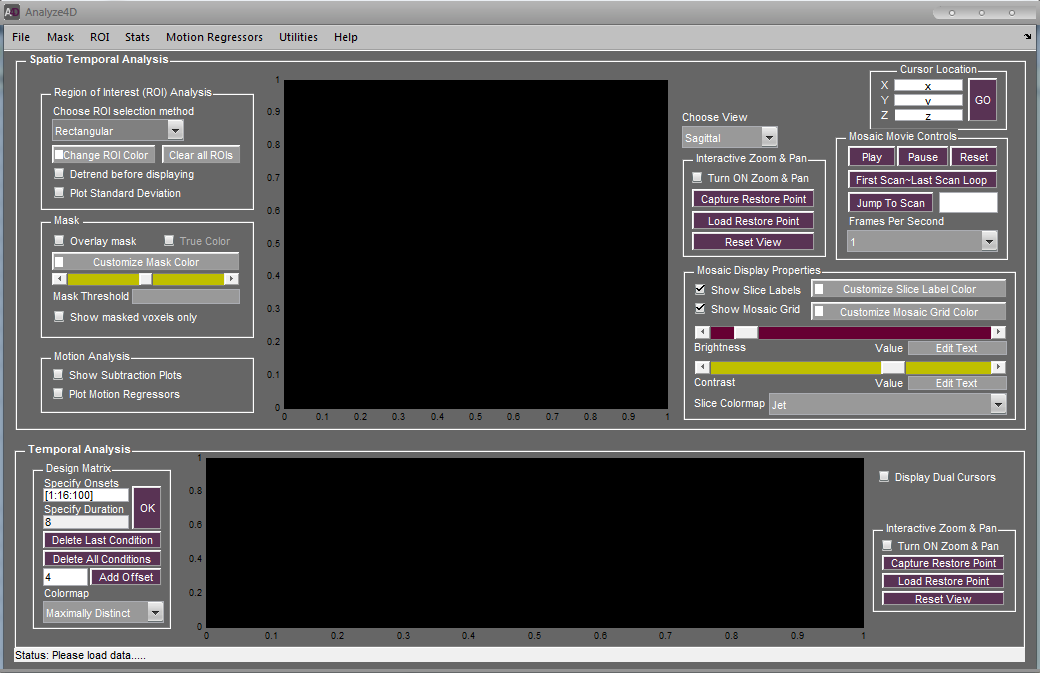 Analyze4D
File Mask ROI Stats Motion Regressors Utilities Help
Spatio Temporal Analysis
Region of Interest (ROI) Analysis
Choose ROI selection method
Rectangular
Change ROI Color Clear all ROIs
Detrend before displaying
Plot Standard Deviation
Mask
Overlay mask True Color
Customize Mask Color
Mask Threshold
Show masked voxels only
Motion Analysis
Show Subtraction Plots
Plot Motion Regressors
1
0.9
0.8
0.7
0.6
0.5
0.4
0.3
0.2
0.1
0
0 0.1 0.2 0.3 0.4 0.5 0.6 0.7 0.8 0.9 1
Choose View
Sagittal
Interactive Zoom & Pan
Turn ON Zoom & Pan
Capture Restore Point
Load Restore Point
Reset View
Cursor Location
X x
Y y
Z z
GO
Mosaic Movie Controls
Play Pause Reset
First Scan~Last Scan Loop
Jump To Scan
Frames Per Second
1
Mosaic Display Properties
Show Slice Labels Customize Slice Label Color
Show Mosaic Grid Customize Mosaic Grid Color
Brightness Value Edit Text
Contrast Value Edit Text
Slice Colormap Jet
Temporal Analysis
Design Matrix
Specify Onsets
[1:16:100]
Specify Duration
8
OK
Delete Last Condition
Delete All Conditions
4 Add Offset
Colormap
Maximally Distinct
1
0.8
0.6
0.4
0.2
0
0 0.1 0.2 0.3 0.4 0.5 0.6 0.7 0.8 0.9 1
Display Dual Cursors
Interactive Zoom & Pan
Turn ON Zoom & Pan
Capture Restore Point
Load Restore Point
Reset View
Status: Please load data.....